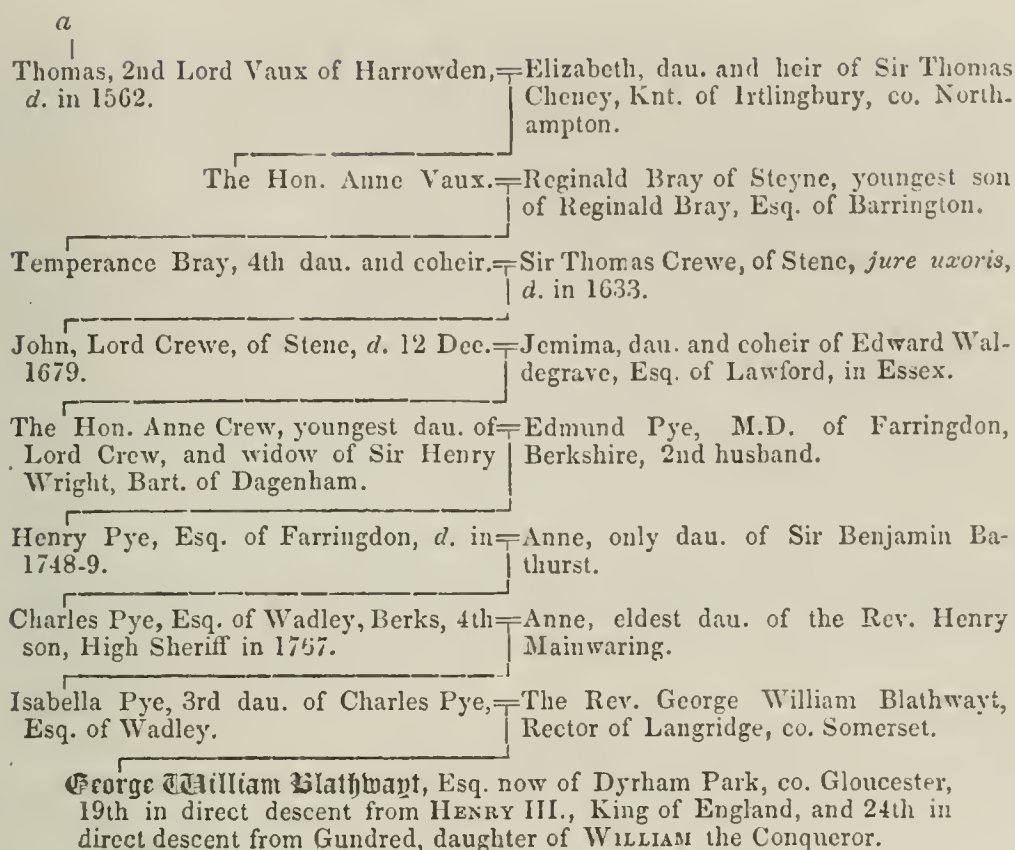 a
Thomas, 2nd Lord Vaux of Harrowden, Elizabeth, dau. and heir of Sir Thomas
d. in 1562. Cheney, Knt. of Irtlingbury, co. North-
ampton.
The Hon. Anne Vaux. Reginald Bray of Steyne, youngest son
of Reginald Bray, Esq. of Barrington.
Temperance Bray, 4th dau. and coheir. Sir Thomas Crewe, of Stene, jure uxoris,
d. in 1633.
John, Lord Crewe, of Stene, d. 12 Dec. Jemima, dau. and coheir of Edward Wal-
1679. degrave, Esq. of Lawford, in Essex.
The Hon. Anne Crew, youngest dau. of Edmund Pye, M.D. of Farringdon,
Lord Crew, and widow of Sir Henry Berkshire, 2nd husband.
Wright, Bart. of Dagenham.
Henry Pye, Esq. of Farringdon, d. in Anne, only dau. of Sir Benjamin Ba-
1748-9. thurst.
Charles Pye, Esq. of Wadley, Berks, 4th Anne, eldest dau. of the Rev. Henry
son, High Sheriff in 1767. Mainwaring.
Isabella Pye, 3rd dau. of Charles Pye, The Rev. George William Blathwayt,
Esq. of Wadley. Rector of Langridge, co. Somerset.
George William Blathwayt, Esq. now of Dyrham Park, co. Gloucester,
19th in direct descent from HENRY III., King of England, and 24th in
direct descent from Gundred, daughter of WILLIAM the Conqueror.